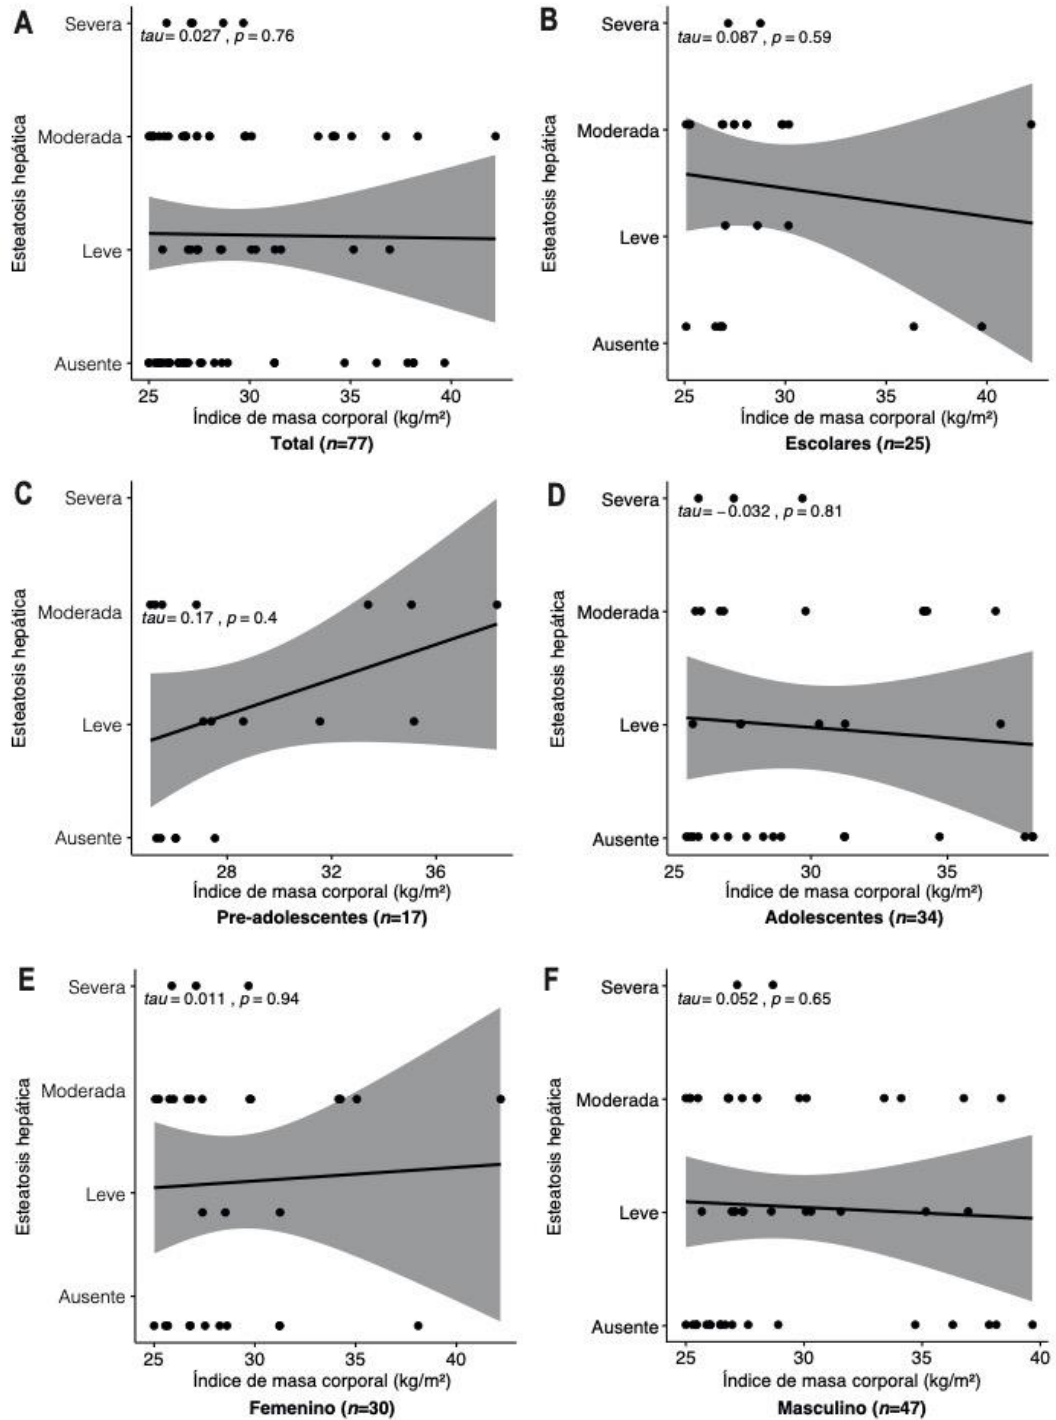 A
Esteatosis hepática
Severa
Moderada
Leve
Ausente
tau= 0.027 , p = 0.76
25 30 35 40
Índice de masa corporal (kg/m²)
Total (n=77)
B
Esteatosis hepática
Severa
Moderada
Leve
Ausente
tau= 0.087 , p = 0.59
25 30 35 40
Índice de masa corporal (kg/m²)
Escolares (n=25)
C
Esteatosis hepática
Severa
Moderada
Leve
Ausente
tau= 0.17 , p = 0.4
28 32 36
Índice de masa corporal (kg/m²)
Pre-adolescentes (n=17)
D
Esteatosis hepática
Severa
Moderada
Leve
Ausente
tau= −0.032 , p = 0.81
25 30 35
Índice de masa corporal (kg/m²)
Adolescentes (n=34)
E
Esteatosis hepática
Severa
Moderada
Leve
Ausente
tau= 0.011 , p = 0.94
25 30 35 40
Índice de masa corporal (kg/m²)
Femenino (n=30)
F
Esteatosis hepática
Severa
Moderada
Leve
Ausente
tau= 0.052 , p = 0.65
25 30 35 40
Índice de masa corporal (kg/m²)
Masculino (n=47)